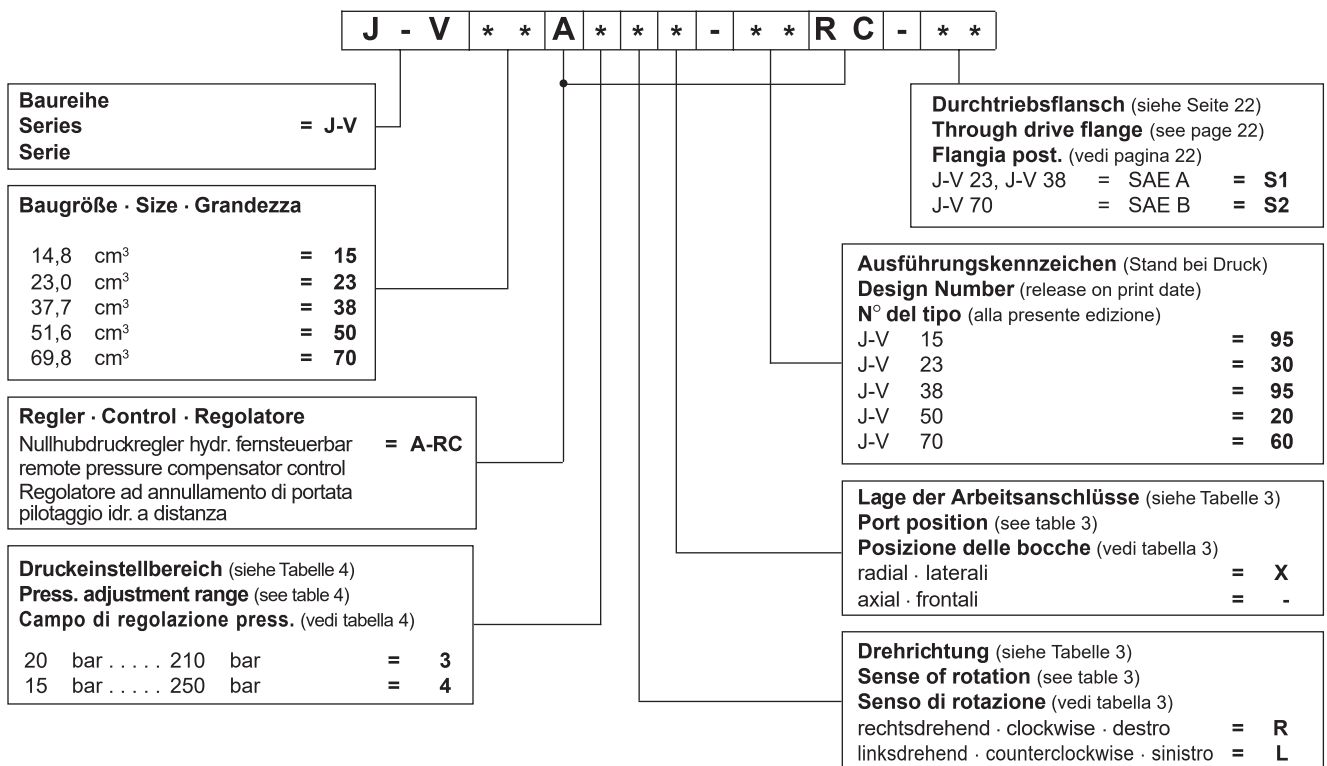 J - V * * A * * * - * * R C - * *
Baureihe
Series = J-V
Serie
Baugröße · Size · Grandezza
14,8 cm³ = 15
23,0 cm³ = 23
37,7 cm³ = 38
51,6 cm³ = 50
69,8 cm³ = 70
Regler · Control · Regolatore
Nullhubdruckregler hydr. fernsteuerbar = A-RC
remote pressure compensator control
Regolatore ad annullamento di portata
pilotaggio idr. a distanza
Druckeinstellbereich (siehe Tabelle 4)
Press. adjustment range (see table 4)
Campo di regolazione press. (vedi tabella 4)
20 bar . . . . . 210 bar = 3
15 bar . . . . . 250 bar = 4
Durchtriebsflansch (siehe Seite 22)
Through drive flange (see page 22)
Flangia post. (vedi pagina 22)
J-V 23, J-V 38 = SAE A = S1
J-V 70 = SAE B = S2
Ausführungskennzeichen (Stand bei Druck)
Design Number (release on print date)
N° del tipo (alla presente edizione)
J-V 15 = 95
J-V 23 = 30
J-V 38 = 95
J-V 50 = 20
J-V 70 = 60
Lage der Arbeitsanschlüsse (siehe Tabelle 3)
Port position (see table 3)
Posizione delle bocche (vedi tabella 3)
radial · laterali = X
axial · frontali = -
Drehrichtung (siehe Tabelle 3)
Sense of rotation (see table 3)
Senso di rotazione (vedi tabella 3)
rechtsdrehend · clockwise · destro = R
linksdrehend · counterclockwise · sinistro = L